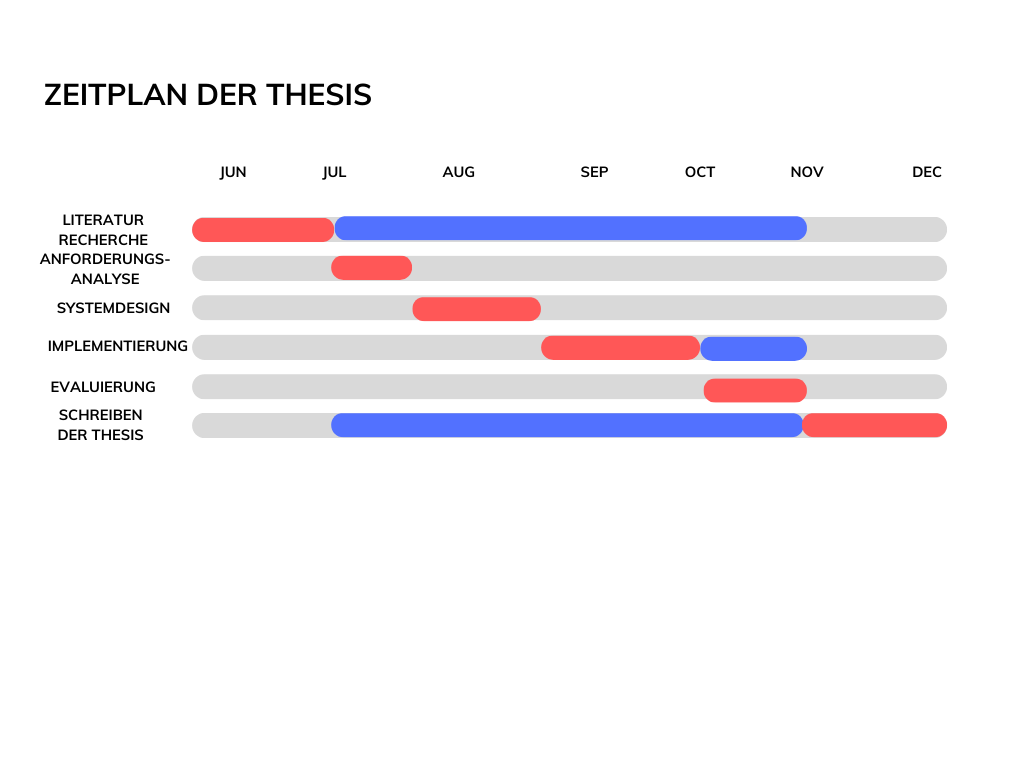 ZEITPLAN DER THESIS
JUN JUL AUG SEP OCT NOV DEC
LITERATUR
RECHERCHE
ANFORDERUNGS-
ANALYSE
SYSTEMDESIGN
IMPLEMENTIERUNG
EVALUIERUNG
SCHREIBEN
DER THESIS